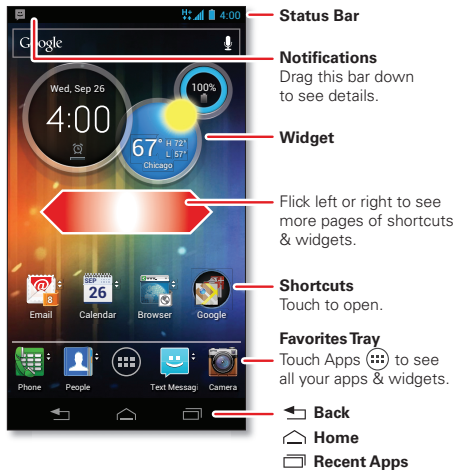 4:00
Status Bar
Google
Notifications
Drag this bar down
to see details.
Wed, Sep 26
4:00
100%
67° H 72°
L 57°
Chicago
Widget
Flick left or right to see
more pages of shortcuts
& widgets.
8
SEP
26
Email
Calendar
Browser
Google
Shortcuts
Touch to open.
Favorites Tray
Touch Apps to see
all your apps & widgets.
Phone
People
Text Messagi
Camera
Back
Home
Recent Apps